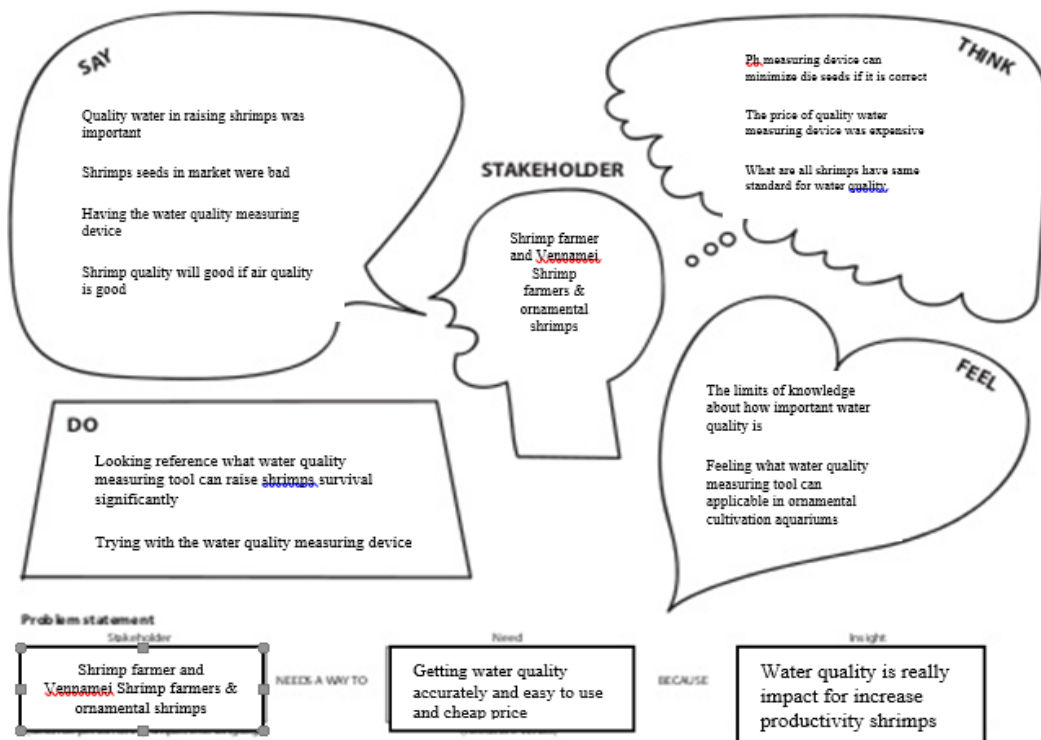 SAY
Quality water in raising shrimps was
important
Shrimps seeds in market were bad
Having the water quality measuring
device
Shrimp quality will good if air quality
is good
THINK
Ph measuring device can
minimize die seeds if it is correct
The price of quality water
measuring device was expensive
What are all shrimps have same
standard for water quality
STAKEHOLDER
Shrimp farmer
and Vennamei
Shrimp
farmers &
ornamental
shrimps
DO
Looking reference what water quality
measuring tool can raise shrimps survival
significantly
Trying with the water quality measuring device
FEEL
The limits of knowledge
about how important water
quality is
Feeling what water quality
measuring tool can
applicable in ornamental
cultivation aquariums
Problem statement
Stakeholder
Shrimp farmer and
Vennamei Shrimp farmers &
ornamental shrimps
NEEDS A WAY TO
Need
Getting water quality
accurately and easy to use
and cheap price
BECAUSE
Insight
Water quality is really
impact for increase
productivity shrimps